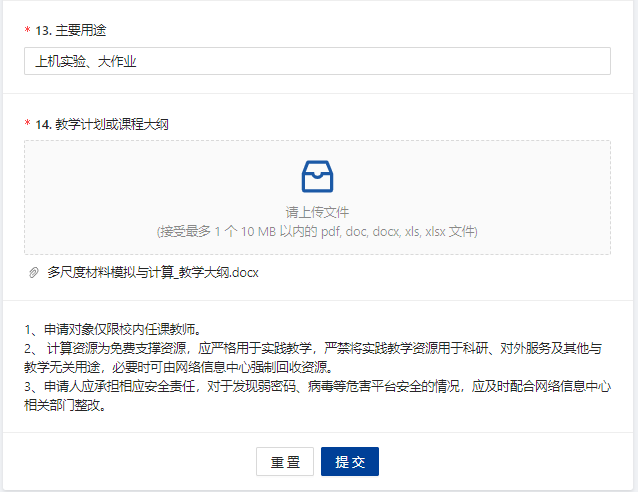 * 13. 主要用途
上机实验、大作业
* 14. 教学计划或课程大纲
请上传文件
(接受最多 1 个 10 MB 以内的 pdf, doc, docx, xls, xlsx 文件)
多尺度材料模拟与计算_教学大纲.docx
1、申请对象仅限校内任课教师。
2、 计算资源为免费支撑资源，应严格用于实践教学，严禁将实践教学资源用于科研、对外服务及其他与
教学无关用途，必要时可由网络信息中心强制回收资源。
3、申请人应承担相应安全责任，对于发现弱密码、病毒等危害平台安全的情况，应及时配合网络信息中心
相关部门整改。
重 置 提 交